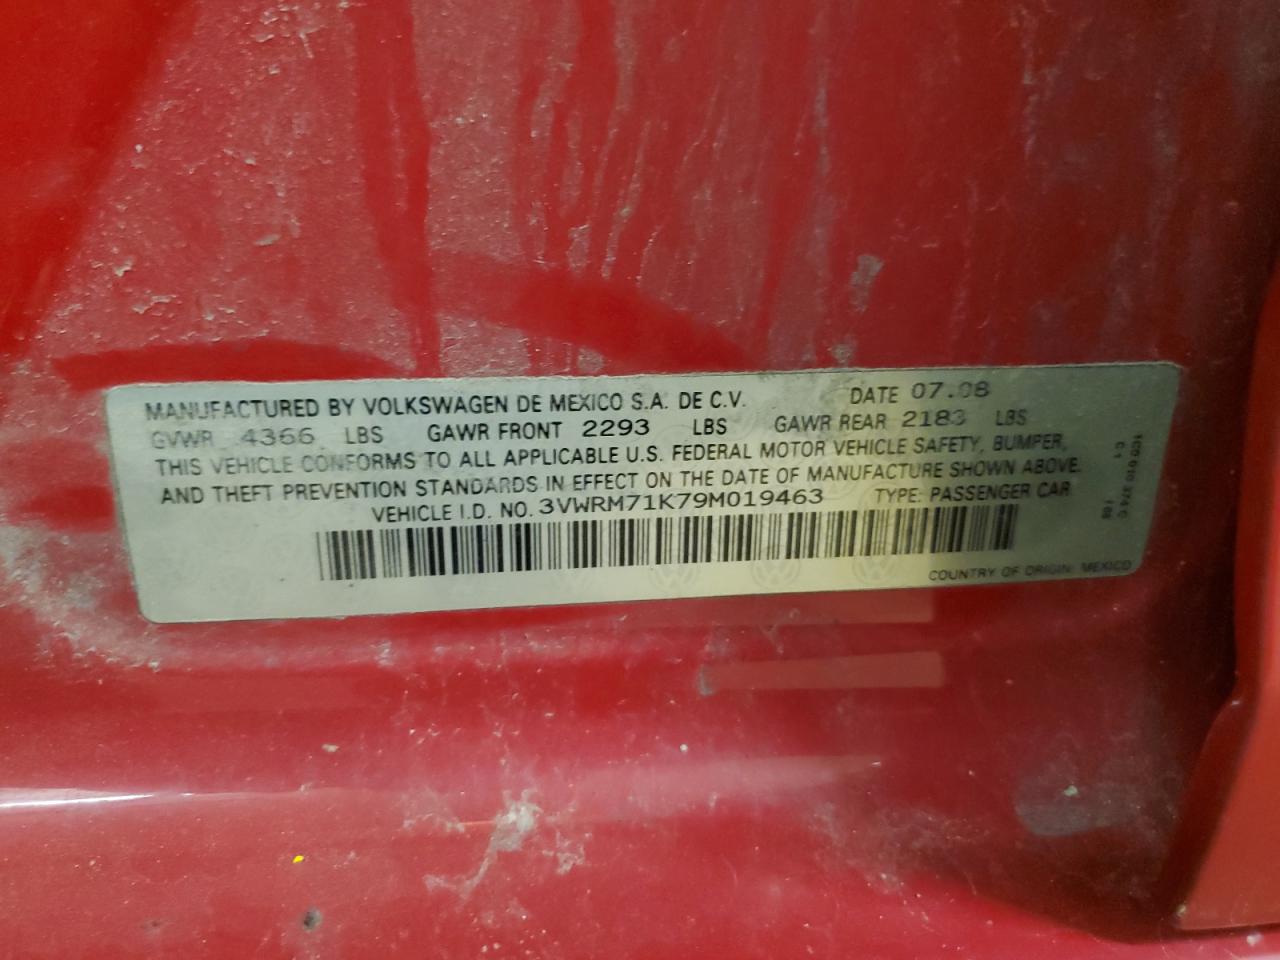 MANUFACTURED BY VOLKSWAGEN DE MEXICO S.A. DE C.V. DATE 07.08
GVWR 4366 LBS GAWR FRONT 2293 LBS GAWR REAR 2183 LBS
THIS VEHICLE CONFORMS TO ALL APPLICABLE U.S. FEDERAL MOTOR VEHICLE SAFETY, BUMPER,
AND THEFT PREVENTION STANDARDS IN EFFECT ON THE DATE OF MANUFACTURE SHOWN ABOVE.
VEHICLE I.D. NO. 3VWRM71K79M019463 TYPE: PASSENGER CAR
COUNTRY OF ORIGIN: MEXICO